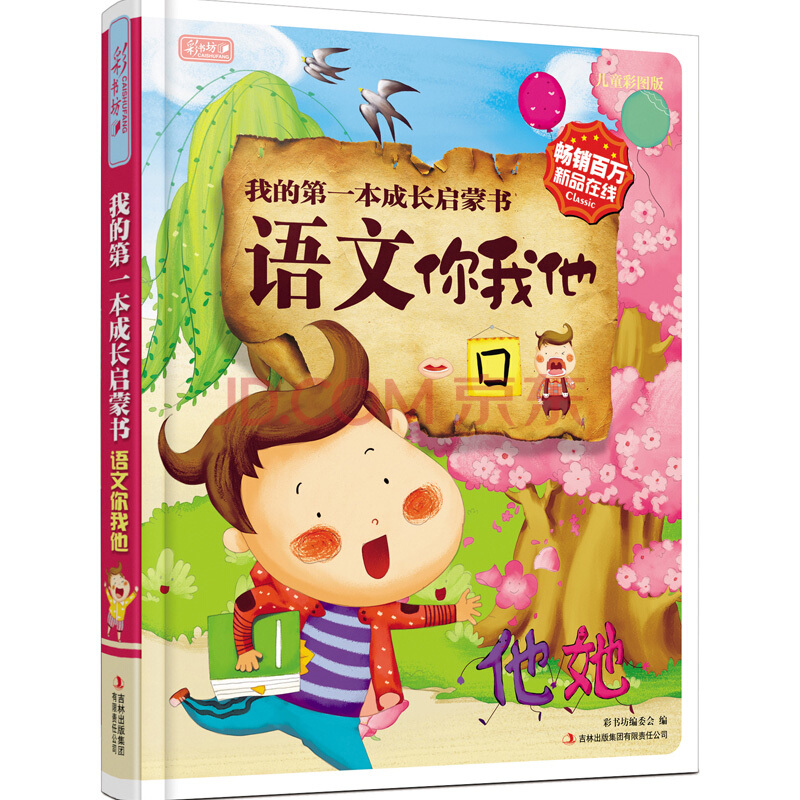 彩书坊
CAISHUFANG
我的第一本成长启蒙书
语文你我他
吉林出版集团
有限责任公司
彩书坊
CAISHUFANG
儿童彩图版
畅销百万
新品在线
Classic
我的第一本成长启蒙书
语文你我他
口
JD.COM 京东
他她
彩书坊编委会 编
吉林出版集团有限责任公司